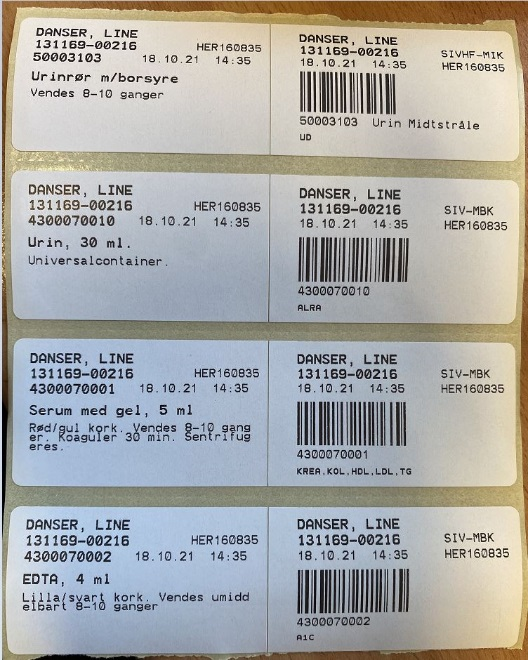 DANSER, LINE
131169-00216 HER160835
50003103 18.10.21 14:35
Urinrør m/borsyre
Vendes 8-10 ganger
DANSER, LINE
131169-00216 SIVHF-MIK
18.10.21 14:35 HER160835
50003103 Urin Midtstråle
UD
DANSER, LINE
131169-00216 HER160835
4300070010 18.10.21 14:35
Urin, 30 ml.
Universalcontainer.
DANSER, LINE
131169-00216 SIV-MBK
18.10.21 14:35 HER160835
4300070010
ALRA
DANSER, LINE
131169-00216 HER160835
4300070001 18.10.21 14:35
Serum med gel, 5 ml
Rød/gul kork. Vendes 8-10 gang
er. Koaguler 30 min. Sentrifug
eres.
DANSER, LINE
131169-00216 SIV-MBK
18.10.21 14:35 HER160835
4300070001
KREA,KOL,HDL,LDL,TG
DANSER, LINE
131169-00216 HER160835
4300070002 18.10.21 14:35
EDTA, 4 ml
Lilla/svart kork. Vendes umidd
elbart 8-10 ganger
DANSER, LINE
131169-00216 SIV-MBK
18.10.21 14:35 HER160835
4300070002
A1C